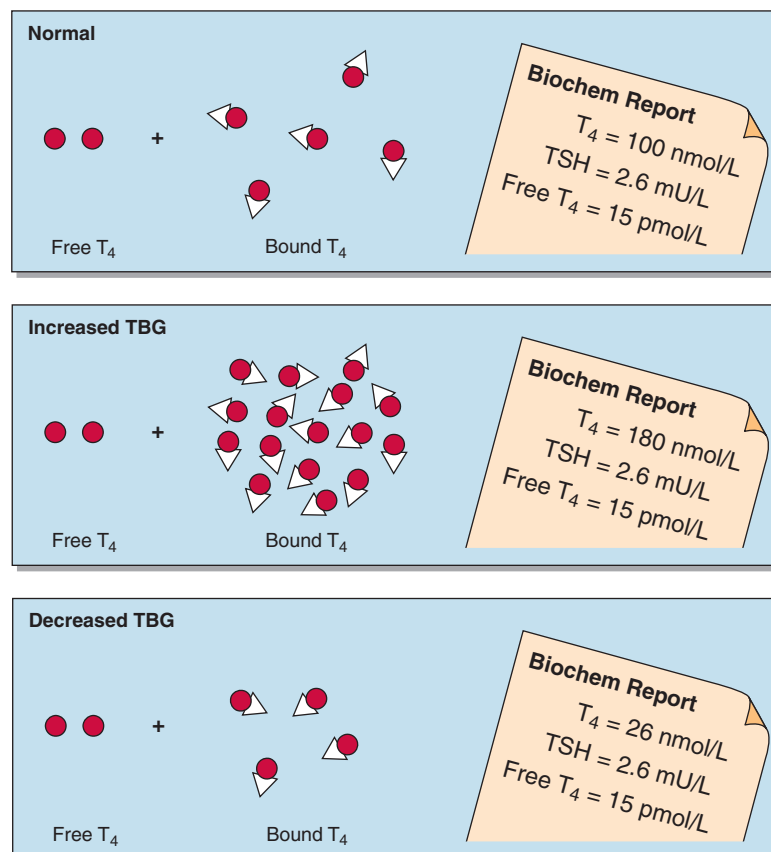 Normal
+
Free T₄
Bound T₄
Biochem Report
T₄ = 100 nmol/L
TSH = 2.6 mU/L
Free T₄ = 15 pmol/L
Increased TBG
+
Free T₄
Bound T₄
Biochem Report
T₄ = 180 nmol/L
TSH = 2.6 mU/L
Free T₄ = 15 pmol/L
Decreased TBG
+
Free T₄
Bound T₄
Biochem Report
T₄ = 26 nmol/L
TSH = 2.6 mU/L
Free T₄ = 15 pmol/L